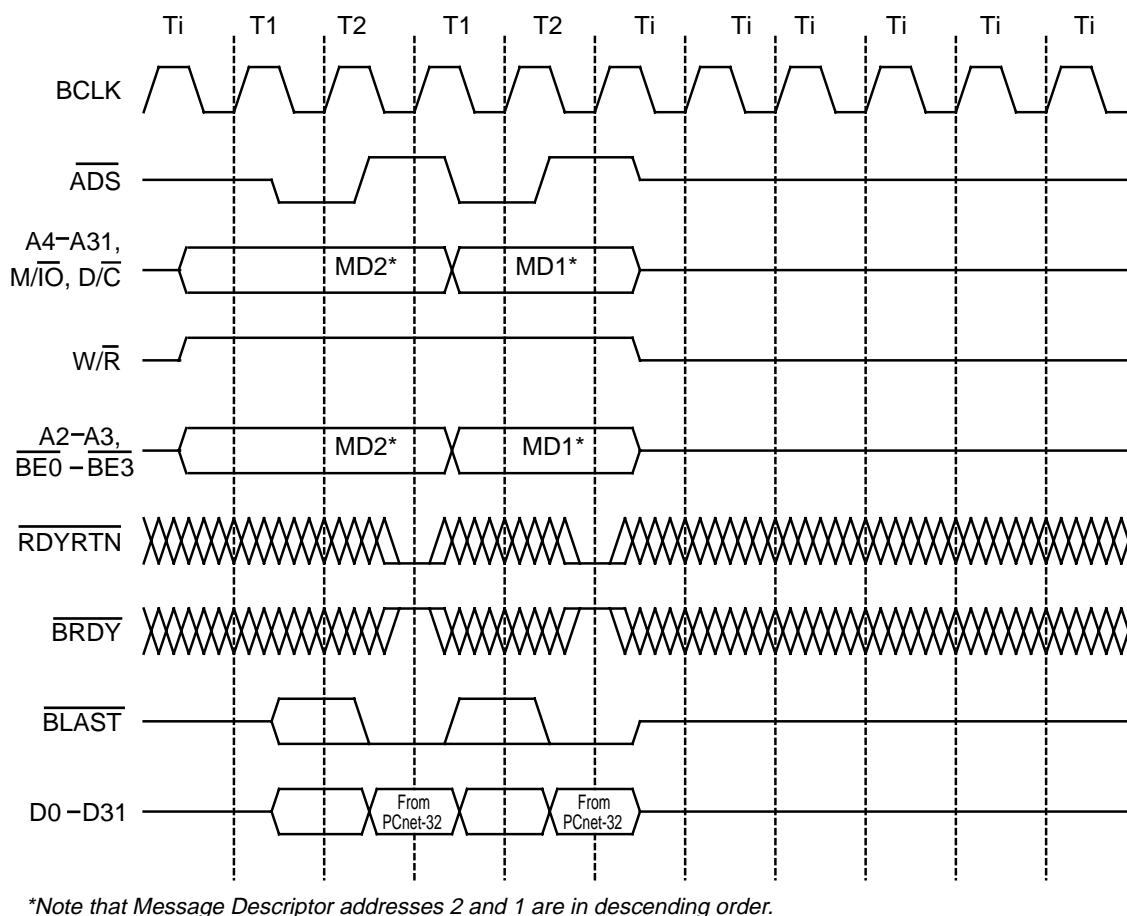 Ti T1 T2 T1 T2 Ti Ti Ti Ti Ti Ti
BCLK
ADS
A4–A31,
M/IO, D/C
MD2* MD1*
W/R
A2–A3,
BE0–BE3
MD2* MD1*
RDYRTN
BRDY
BLAST
D0–D31
From
PCnet-32
From
PCnet-32
*Note that Message Descriptor addresses 2 and 1 are in descending order.